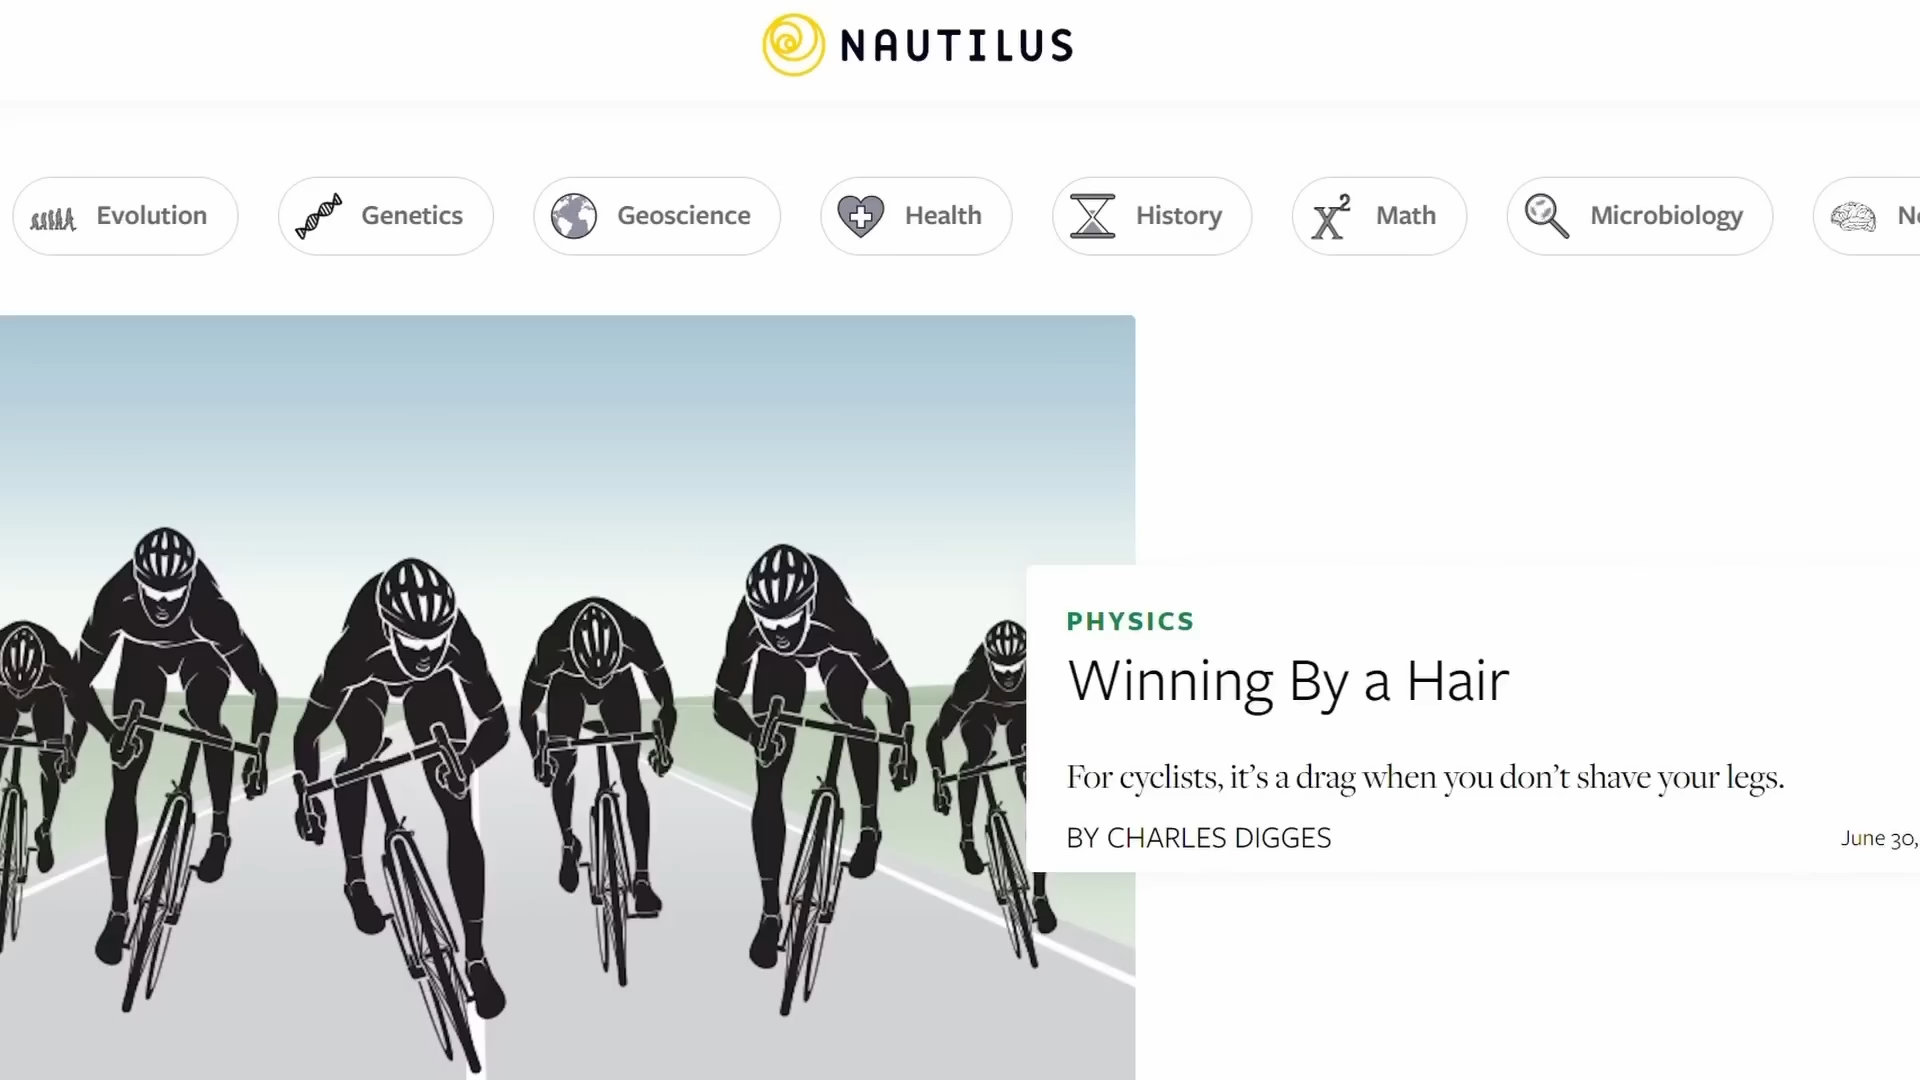 NAUTILUS
Evolution
Genetics
Geoscience
Health
History
X2 Math
Microbiology
PHYSICS
Winning By a Hair
For cyclists, it’s a drag when you don’t shave your legs.
BY CHARLES DIGGES
June 30,